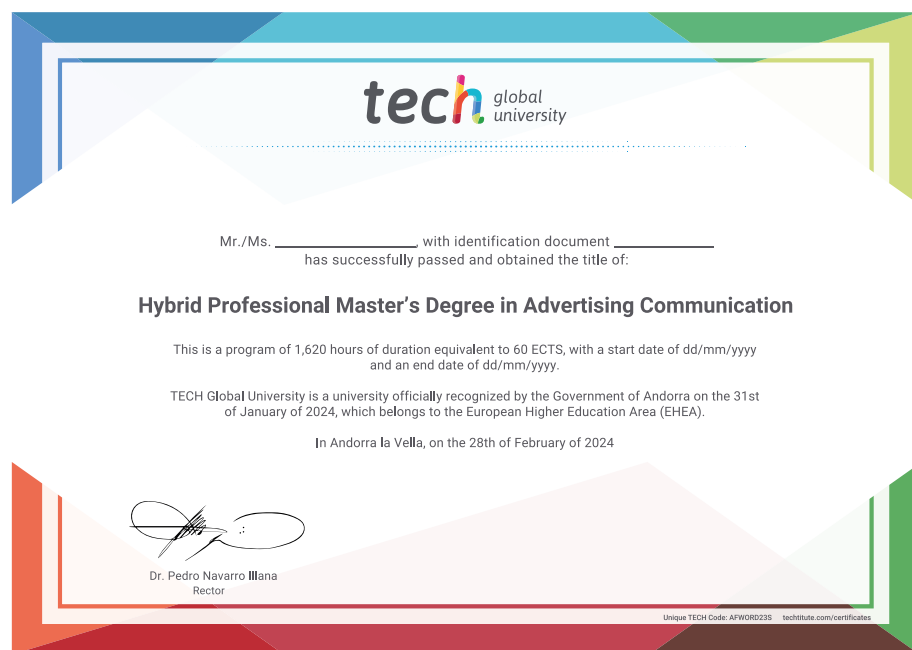 tech global
university
Mr./Ms. ________________, with identification document ____________
has successfully passed and obtained the title of:
Hybrid Professional Master’s Degree in Advertising Communication
This is a program of 1,620 hours of duration equivalent to 60 ECTS, with a start date of dd/mm/yyyy
and an end date of dd/mm/yyyy.
TECH Global University is a university officially recognized by the Government of Andorra on the 31st
of January of 2024, which belongs to the European Higher Education Area (EHEA).
In Andorra la Vella, on the 28th of February of 2024
Dr. Pedro Navarro Illana
Rector
Unique TECH Code: AFWORD23S techtitute.com/certificates